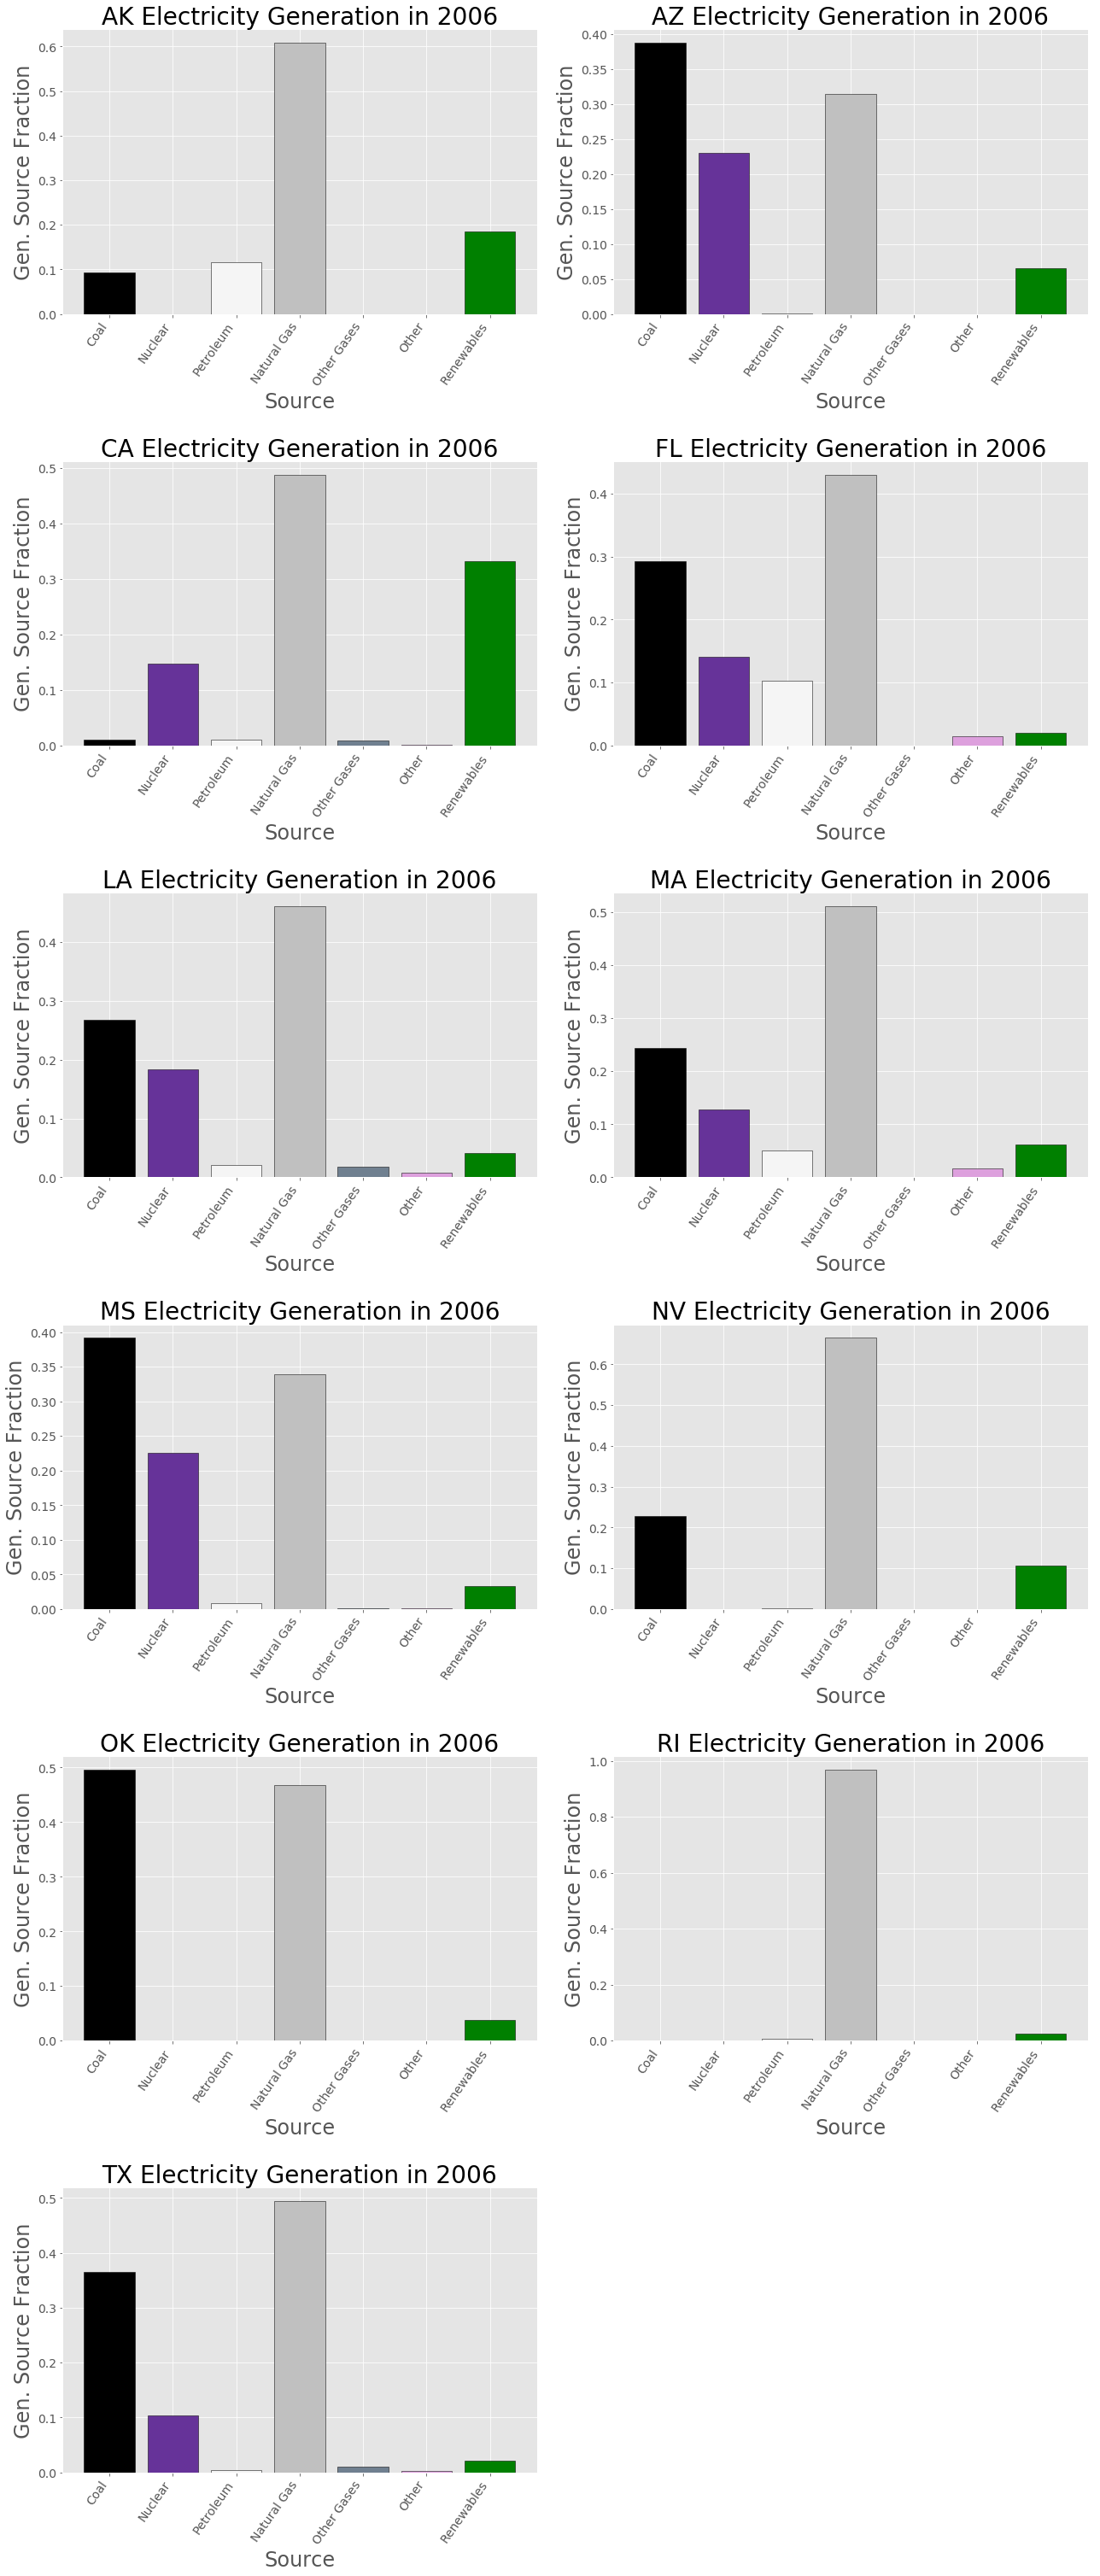 AK Electricity Generation in 2006
Gen. Source Fraction
0.6
0.5
0.4
0.3
0.2
0.1
0.0
Coal
Nuclear
Petroleum
Natural Gas
Other Gases
Other
Renewables
Source
AZ Electricity Generation in 2006
Gen. Source Fraction
0.40
0.35
0.30
0.25
0.20
0.15
0.10
0.05
0.00
Coal
Nuclear
Petroleum
Natural Gas
Other Gases
Other
Renewables
Source
CA Electricity Generation in 2006
Gen. Source Fraction
0.5
0.4
0.3
0.2
0.1
0.0
Coal
Nuclear
Petroleum
Natural Gas
Other Gases
Other
Renewables
Source
FL Electricity Generation in 2006
Gen. Source Fraction
0.4
0.3
0.2
0.1
0.0
Coal
Nuclear
Petroleum
Natural Gas
Other Gases
Other
Renewables
Source
LA Electricity Generation in 2006
Gen. Source Fraction
0.4
0.3
0.2
0.1
0.0
Coal
Nuclear
Petroleum
Natural Gas
Other Gases
Other
Renewables
Source
MA Electricity Generation in 2006
Gen. Source Fraction
0.5
0.4
0.3
0.2
0.1
0.0
Coal
Nuclear
Petroleum
Natural Gas
Other Gases
Other
Renewables
Source
MS Electricity Generation in 2006
Gen. Source Fraction
0.40
0.35
0.30
0.25
0.20
0.15
0.10
0.05
0.00
Coal
Nuclear
Petroleum
Natural Gas
Other Gases
Other
Renewables
Source
NV Electricity Generation in 2006
Gen. Source Fraction
0.6
0.5
0.4
0.3
0.2
0.1
0.0
Coal
Nuclear
Petroleum
Natural Gas
Other Gases
Other
Renewables
Source
OK Electricity Generation in 2006
Gen. Source Fraction
0.5
0.4
0.3
0.2
0.1
0.0
Coal
Nuclear
Petroleum
Natural Gas
Other Gases
Other
Renewables
Source
RI Electricity Generation in 2006
Gen. Source Fraction
1.0
0.8
0.6
0.4
0.2
0.0
Coal
Nuclear
Petroleum
Natural Gas
Other Gases
Other
Renewables
Source
TX Electricity Generation in 2006
Gen. Source Fraction
0.5
0.4
0.3
0.2
0.1
0.0
Coal
Nuclear
Petroleum
Natural Gas
Other Gases
Other
Renewables
Source